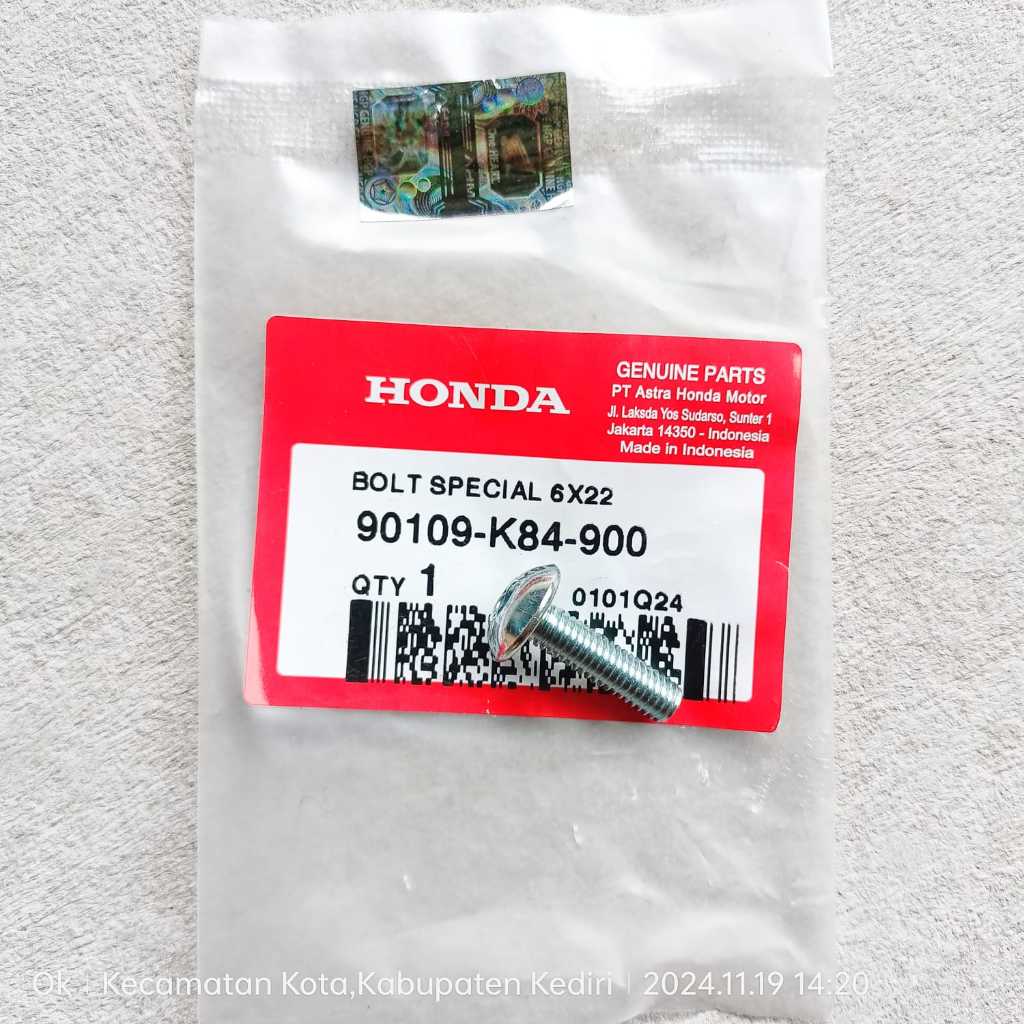 HONDA
GENUINE PARTS
PT Astra Honda Motor
Jl. Laksda Yos Sudarso, Sunter 1
Jakarta 14350 - Indonesia
Made in Indonesia
BOLT SPECIAL 6X22
90109-K84-900
QTY 1
0101Q24
Ok : Kecamatan Kota,Kabupaten Kediri | 2024.11.19 14:20